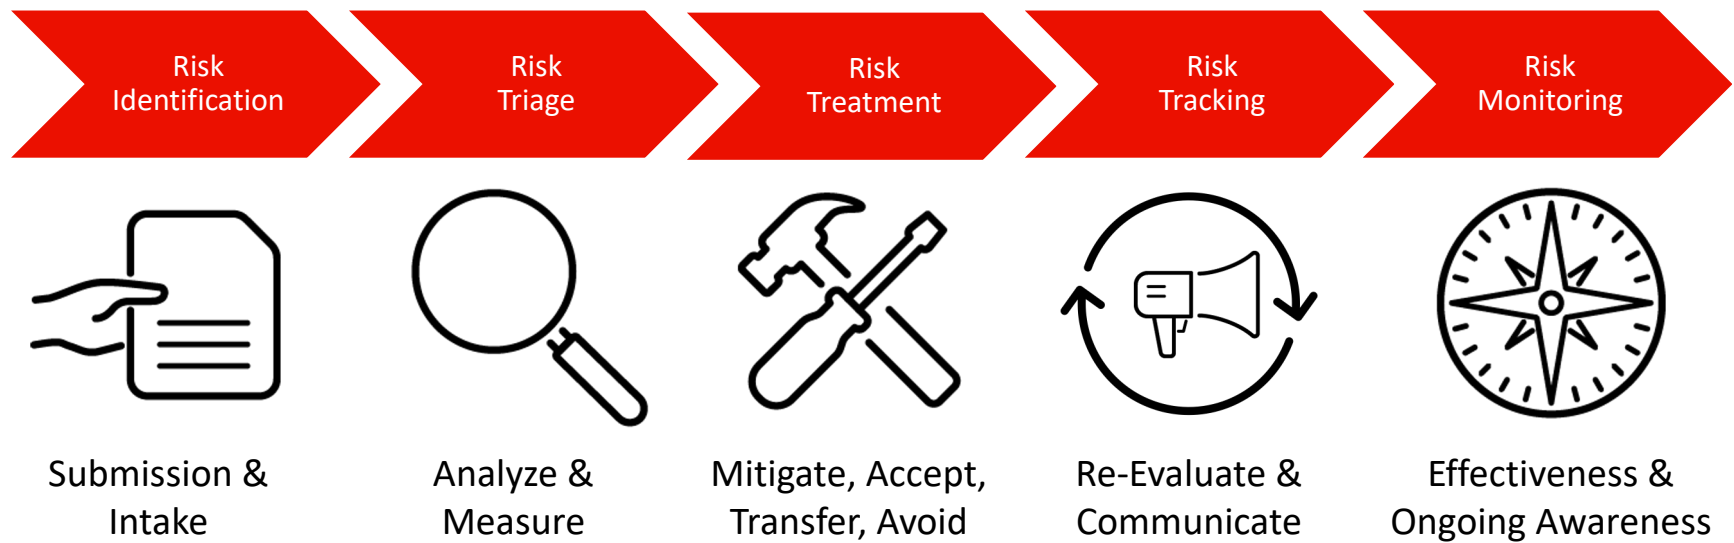 Risk
Identification
Risk
Triage
Risk
Treatment
Risk
Tracking
Risk
Monitoring
Submission &
Intake
Analyze &
Measure
Mitigate, Accept,
Transfer, Avoid
Re-Evaluate &
Communicate
Effectiveness &
Ongoing Awareness